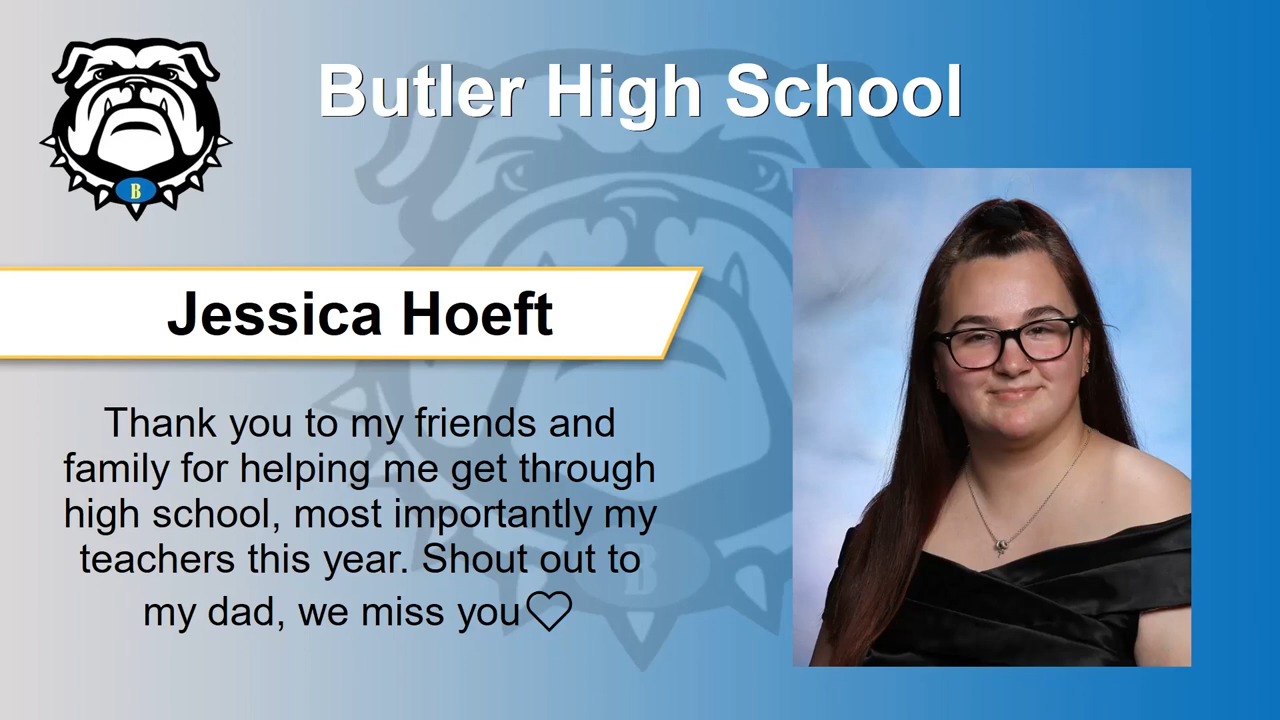 Butler High School
B
Jessica Hoeft
Thank you to my friends and
family for helping me get through
high school, most importantly my
teachers this year. Shout out to
my dad, we miss you♡
B